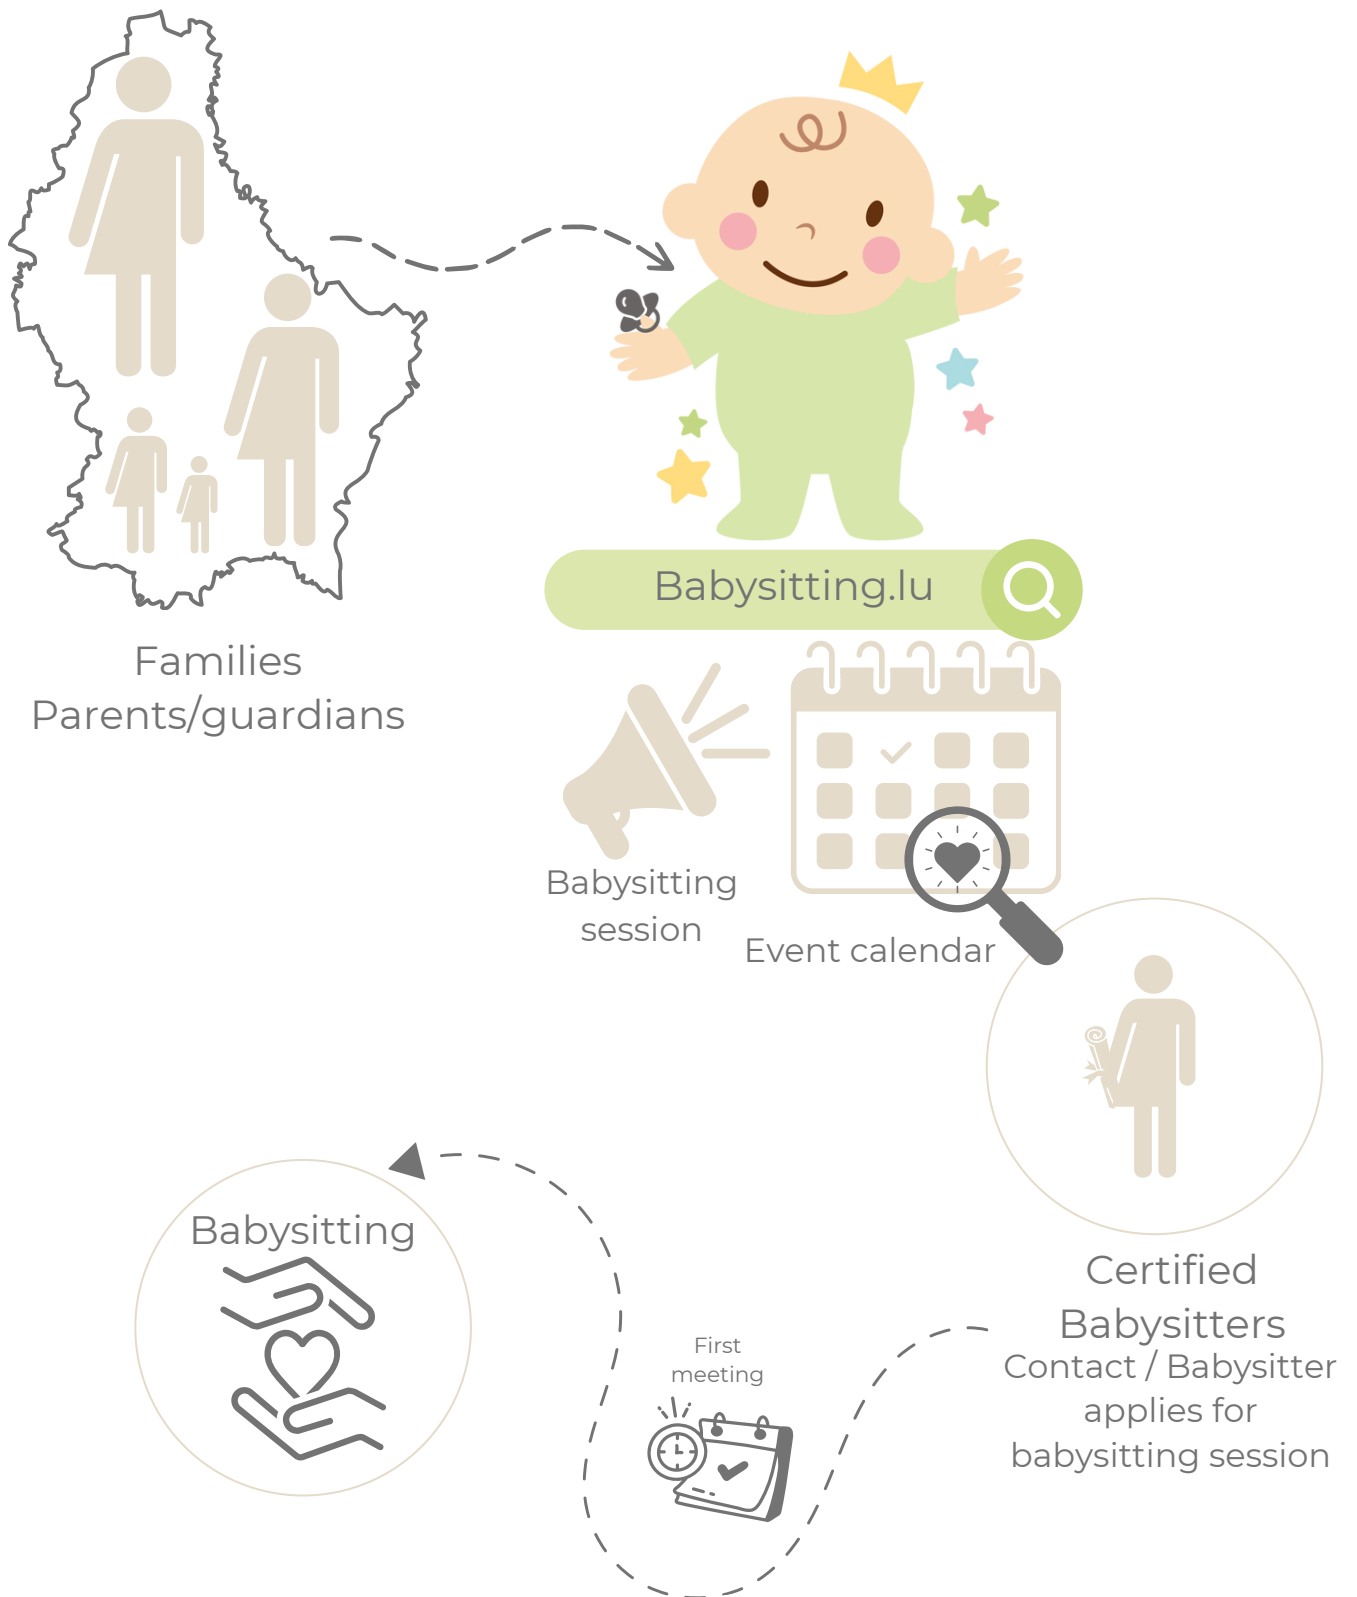 Babysitting.lu
Families
Parents/guardians
Babysitting
session
Event calendar
Certified
Babysitters
Contact / Babysitter
applies for
babysitting session
First
meeting
Babysitting